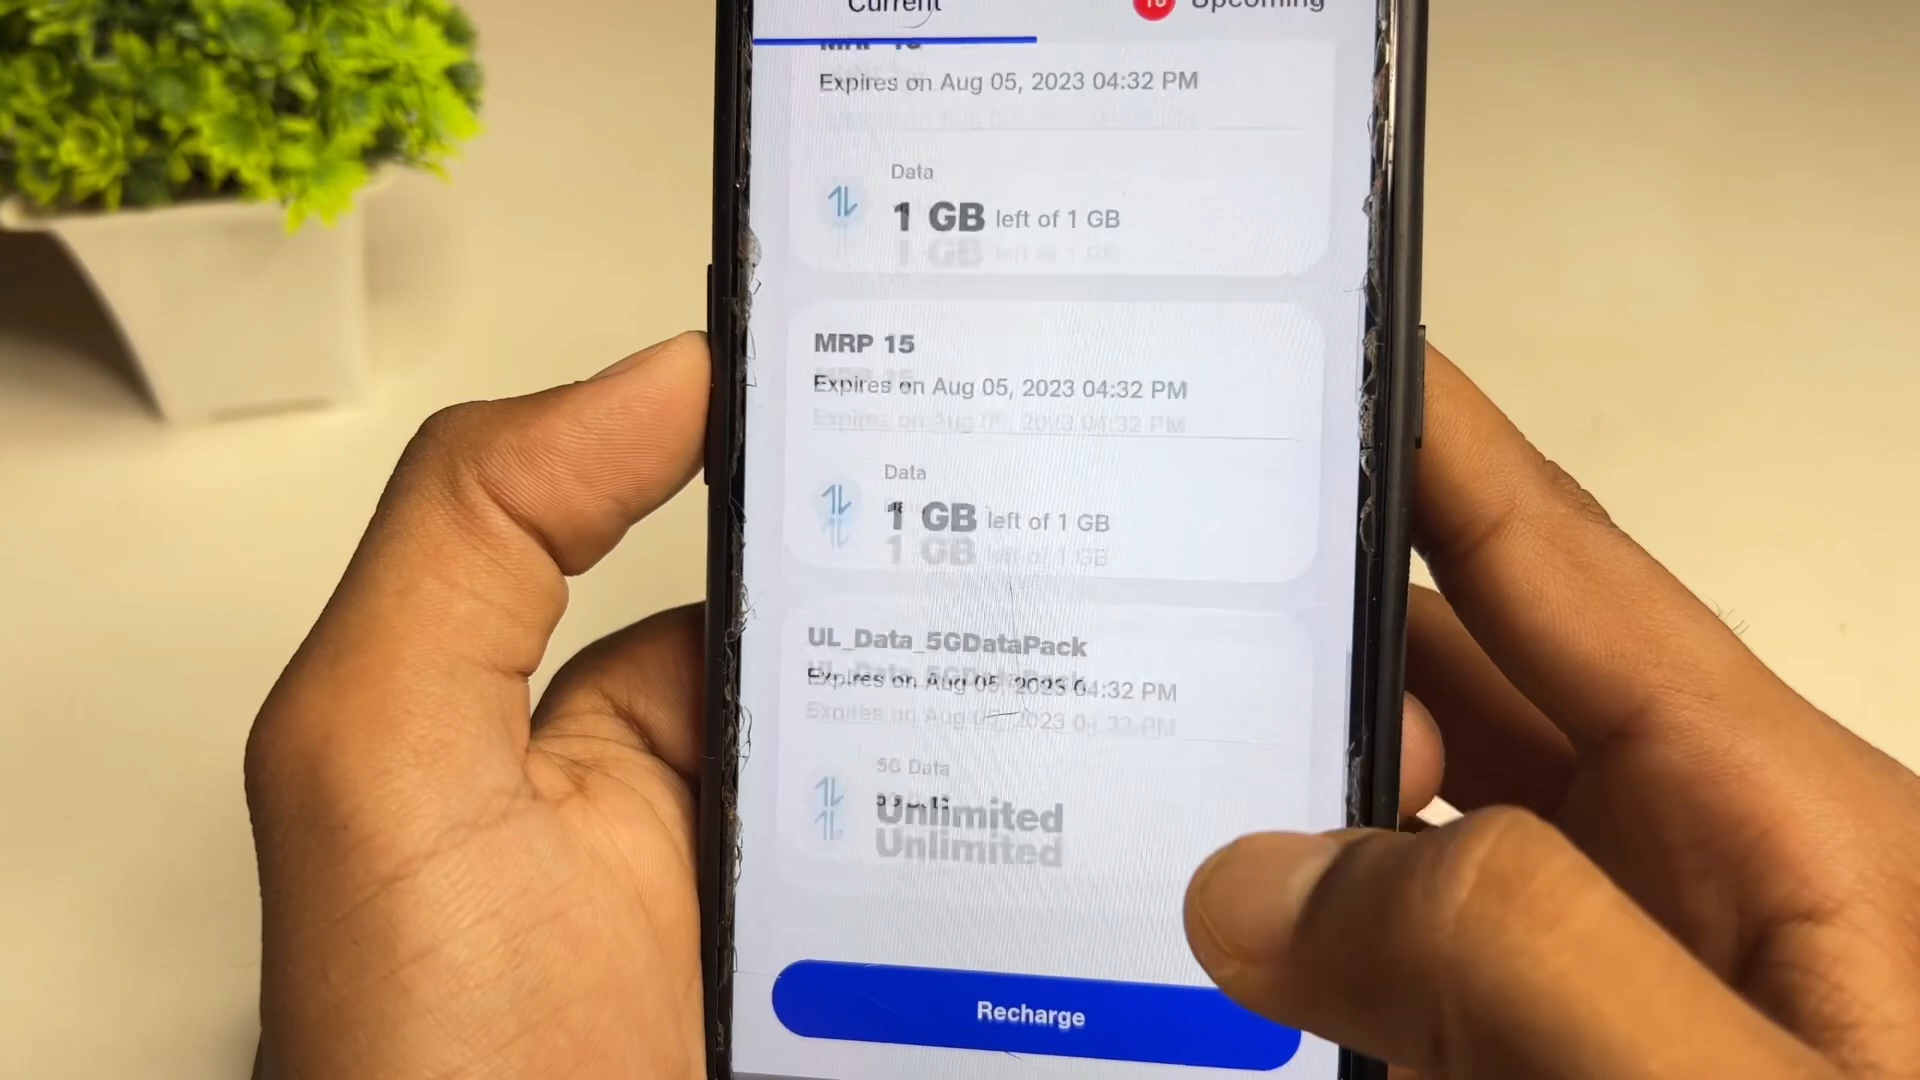 Current
Upcoming
Expires on Aug 05, 2023 04:32 PM
Data
1 GB left of 1 GB
MRP 15
Expires on Aug 05, 2023 04:32 PM
Data
1 GB left of 1 GB
UL_Data_5GDataPack
Expires on Aug 05, 2023 04:32 PM
5G Data
Unlimited
Recharge